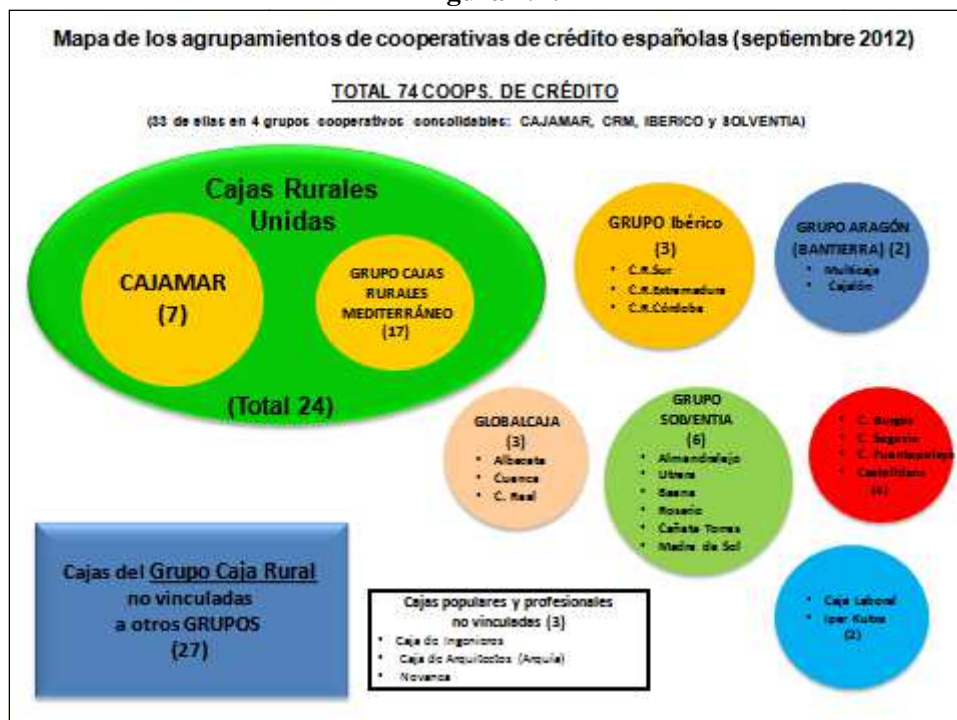 Mapa de los agrupamientos de cooperativas de crédito españolas (septiembre 2012)
TOTAL 74 COOPS. DE CRÉDITO
(33 de ellas en 4 grupos cooperativos consolidables: CAJAMAR, CRM, IBERICO y SOLVENTIA)
Cajas Rurales
Unidas
CAJAMAR
(7)
GRUPO CAJAS
RURALES
MEDITERRÁNEO
(17)
(Total 24)
GRUPO Ibérico
(3)
• C.R.Sur
• C.R.Extremadura
• C.R.Córdoba
GRUPO ARAGÓN
(BANTIERRA) (2)
• Multicaja
• Cajalón
GLOBALCAJA
(3)
• Albacete
• Cuenca
• C. Real
GRUPO
SOLVENTIA
(6)
• Almendralejo
• Utrera
• Baena
• Rosario
• Cañete Torres
• Madre de Sol
• C. Burgos
• C. Segovia
• C. Fuentepelayo
• Casteldans
(4)
Cajas del Grupo Caja Rural
no vinculadas
a otros GRUPOS
(27)
Cajas populares y profesionales
no vinculadas (3)
• Caja de Ingenieros
• Caja de Arquitectos (Arquia)
• Novanca
• Caja Laboral
• Ipar Kutxa
(2)